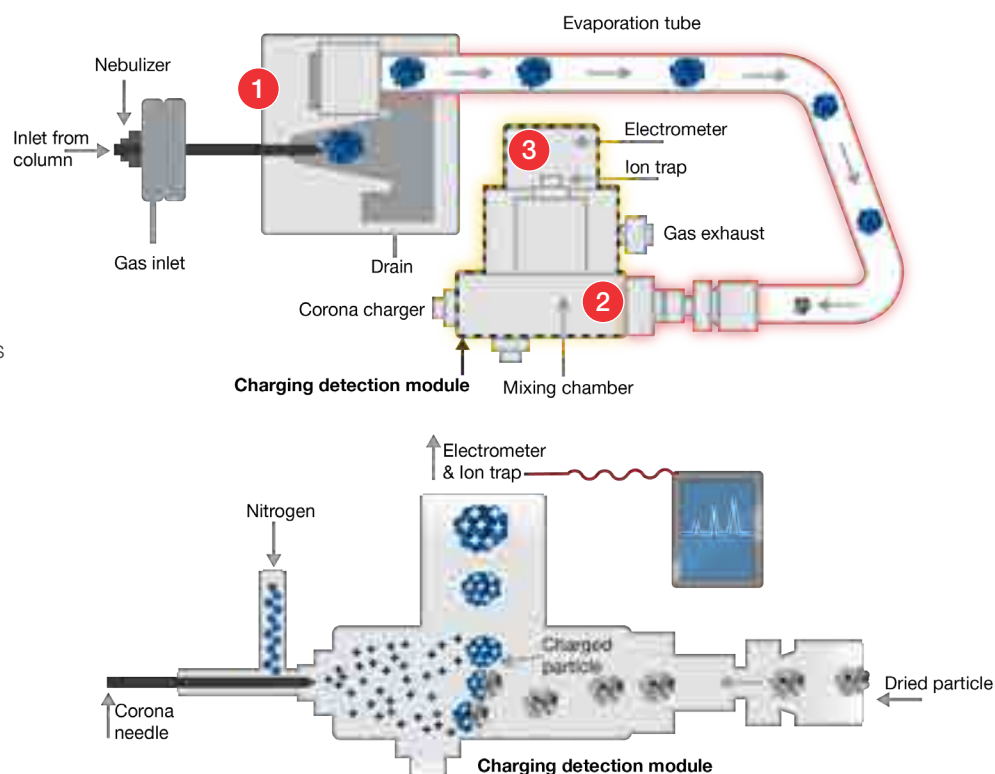 Evaporation tube
Nebulizer
1
Inlet from
column
Electrometer
3
Ion trap
Gas exhaust
Gas inlet
Drain
Corona charger
2
s
Charging detection module
Mixing chamber
Electrometer
& Ion trap
Nitrogen
Charged
particle
Dried particle
Corona
needle
Charging detection module